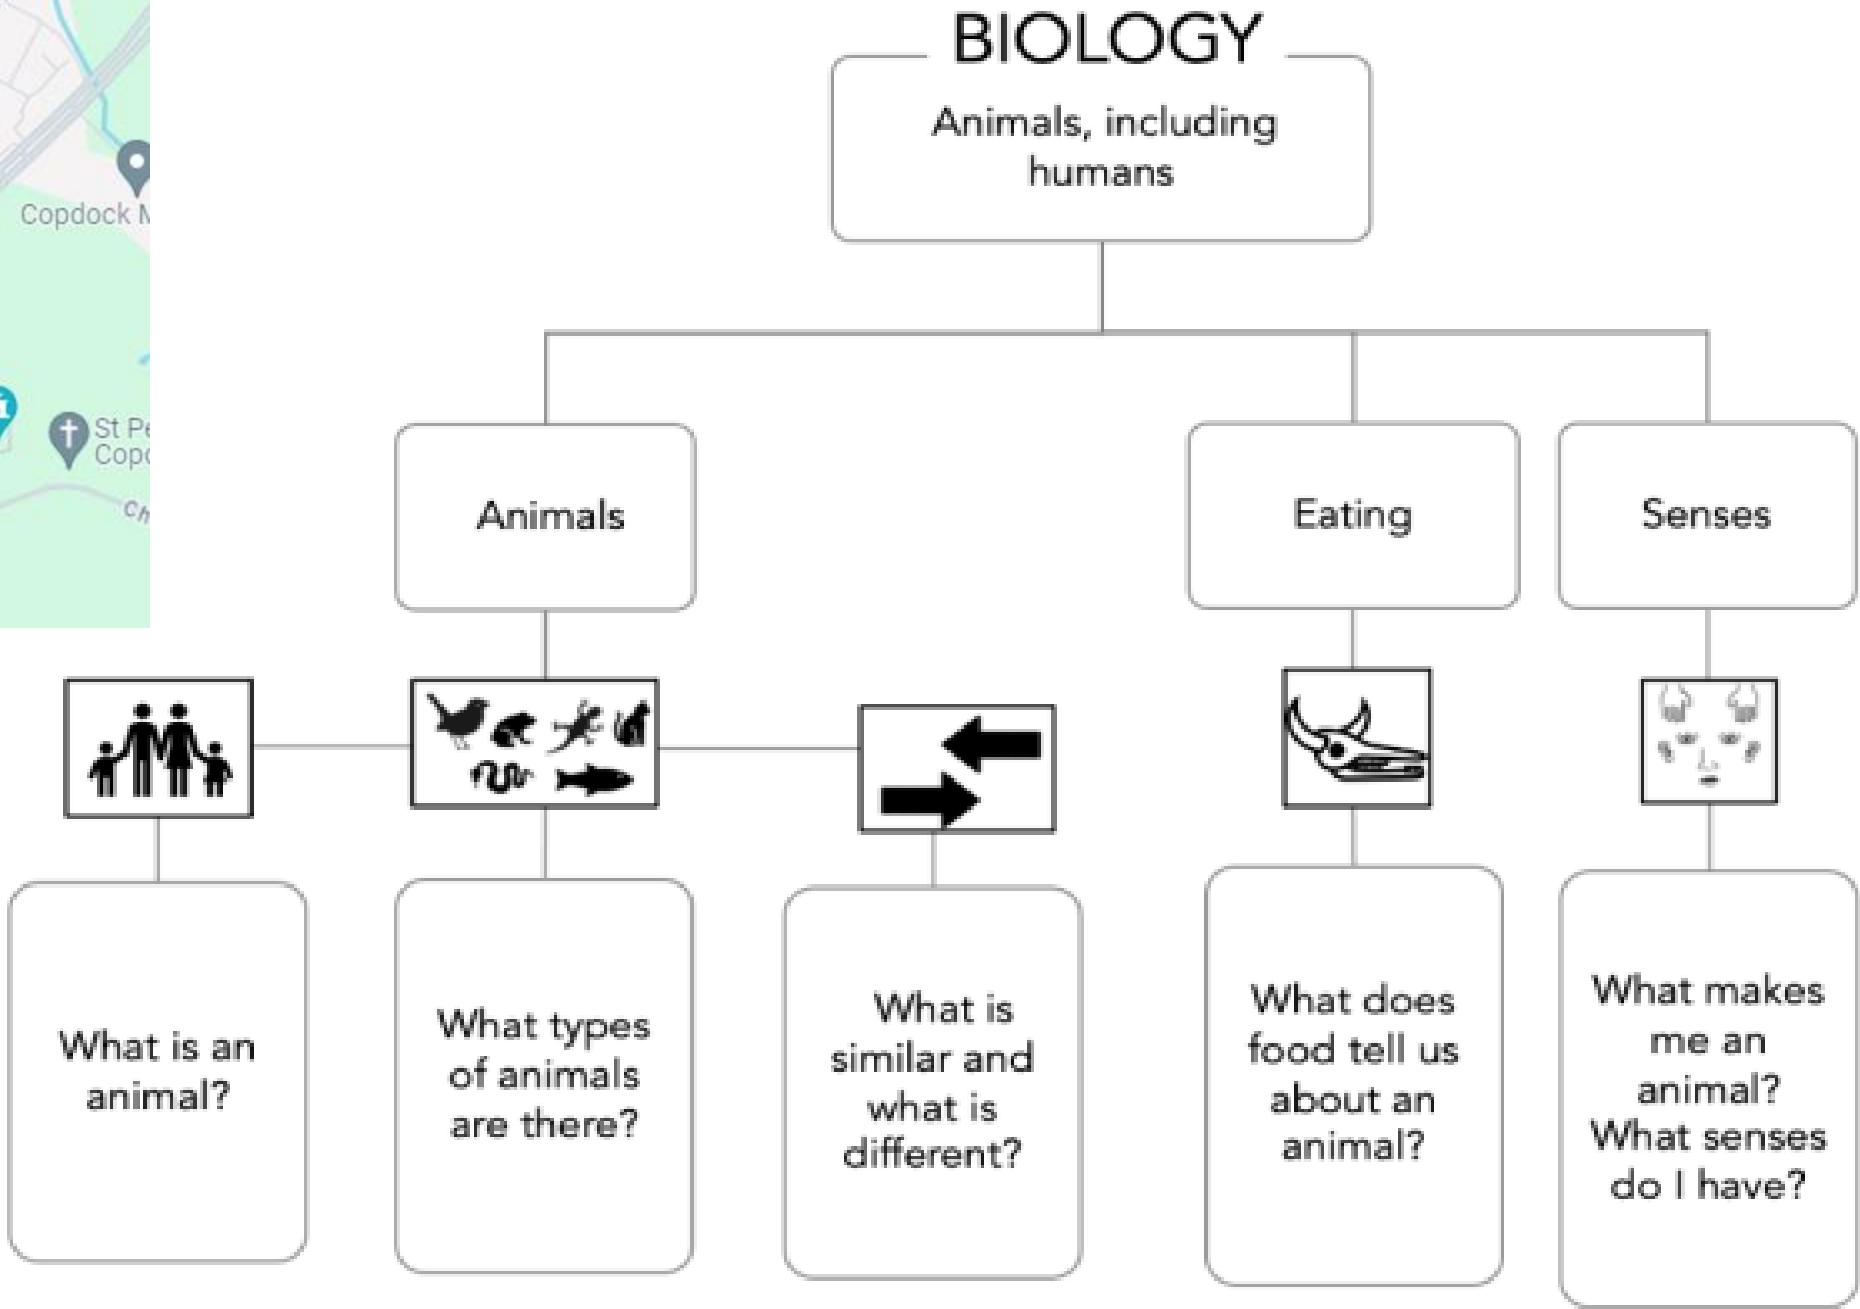 BIOLOGY
Animals, including
humans
Copdock
St
Animals
Eating
Senses
What is an
animal?
What types
of animals
are there?
What is
similar and
what is
different?
What does
food tell us
about an
animal?
What makes
me an
animal?
What senses
do I have?